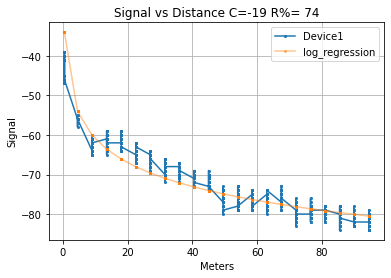 Signal vs Distance C=-19 R%= 74
Device1
log_regression
Signal
−40
−50
−60
−70
−80
0
20
40
60
80
Meters